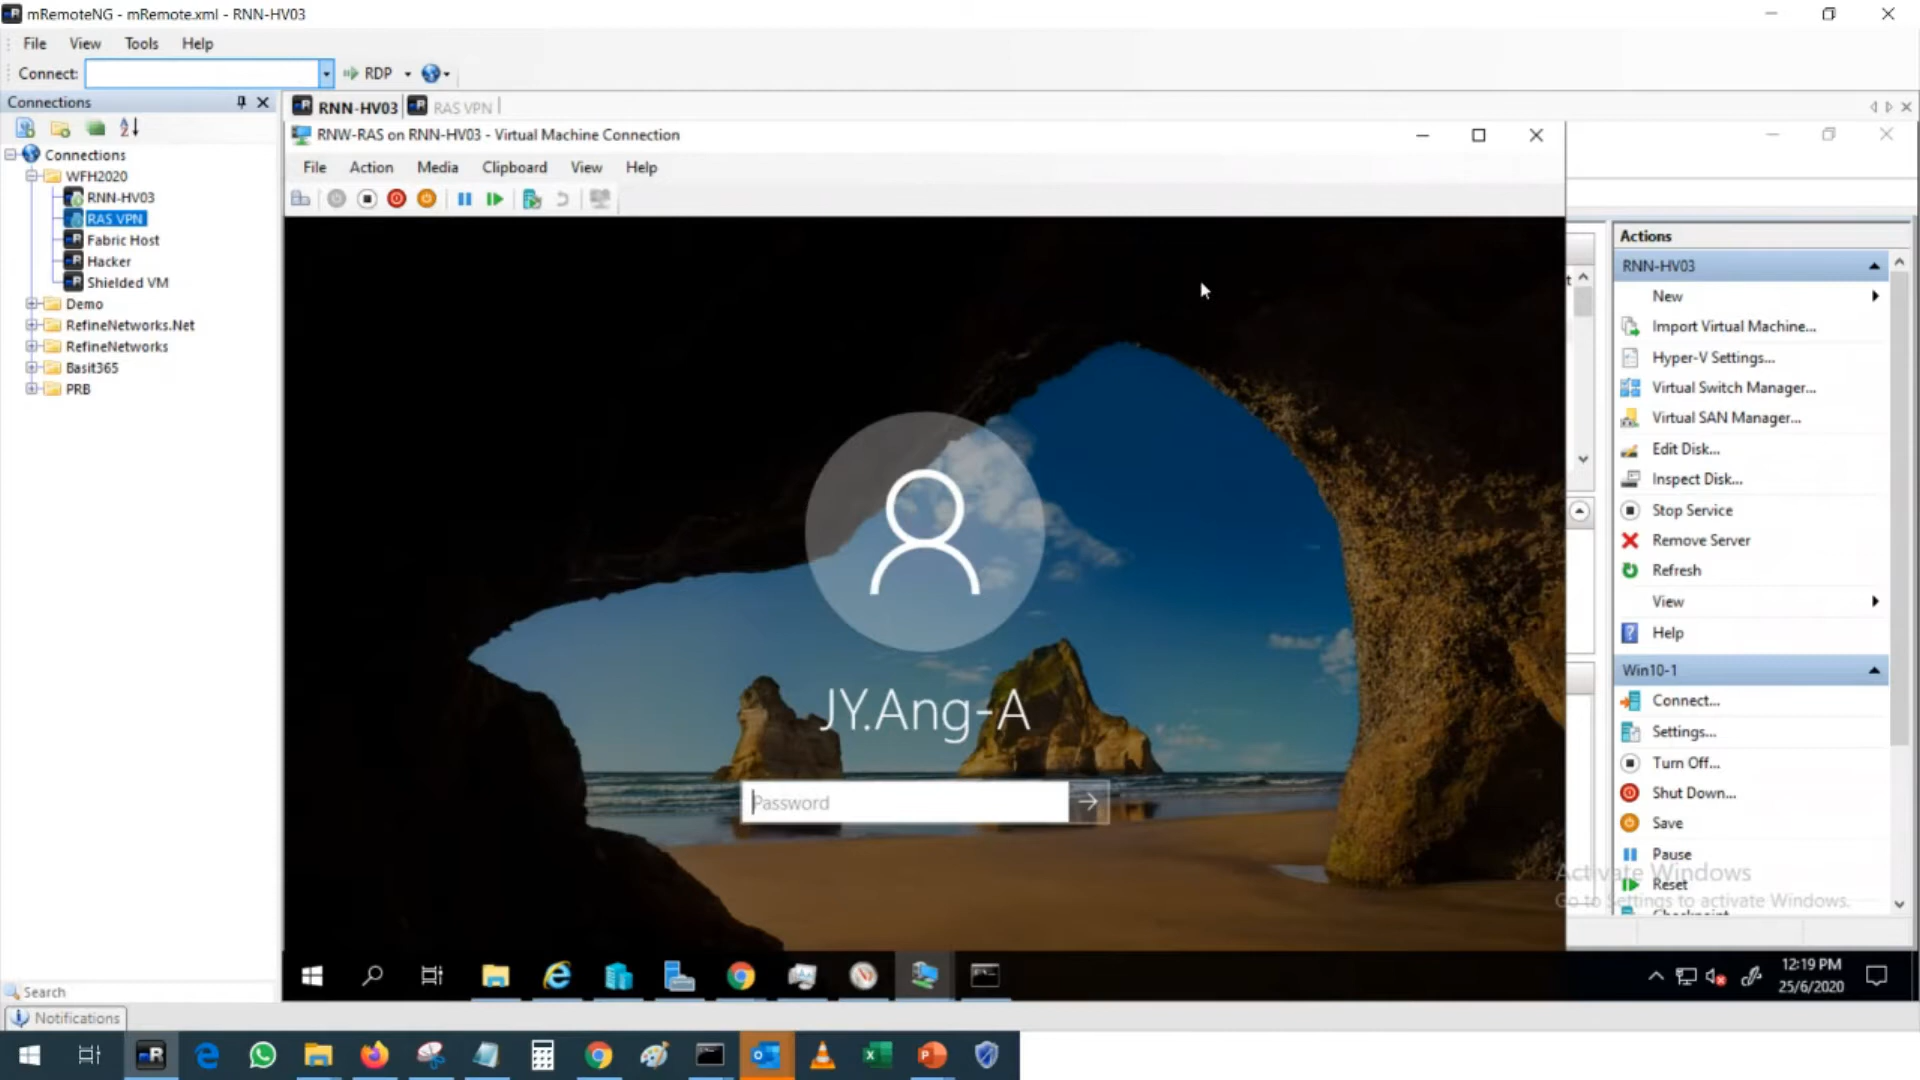 mRemoteNG - mRemote.xml - RNN-HV03
File View Tools Help
Connect: RDP
Connections
RNN-HV03 RAS VPN
RNW-RAS on RNN-HV03 - Virtual Machine Connection
File Action Media Clipboard View Help
Connections
WFH2020
RNN-HV03
RAS VPN
Fabric Host
Hacker
Shielded VM
Demo
RefineNetworks.Net
RefineNetworks
Basit365
PRB
JY.Ang-A
Password
Actions
RNN-HV03
New
Import Virtual Machine...
Hyper-V Settings...
Virtual Switch Manager...
Virtual SAN Manager...
Edit Disk...
Inspect Disk...
Stop Service
Remove Server
Refresh
View
Help
Win10-1
Connect...
Settings...
Turn Off...
Shut Down...
Save
Pause
Reset
Checkpoint
Activate Windows
Go to Settings to activate Windows.
12:19 PM
25/6/2020
Search
Notifications